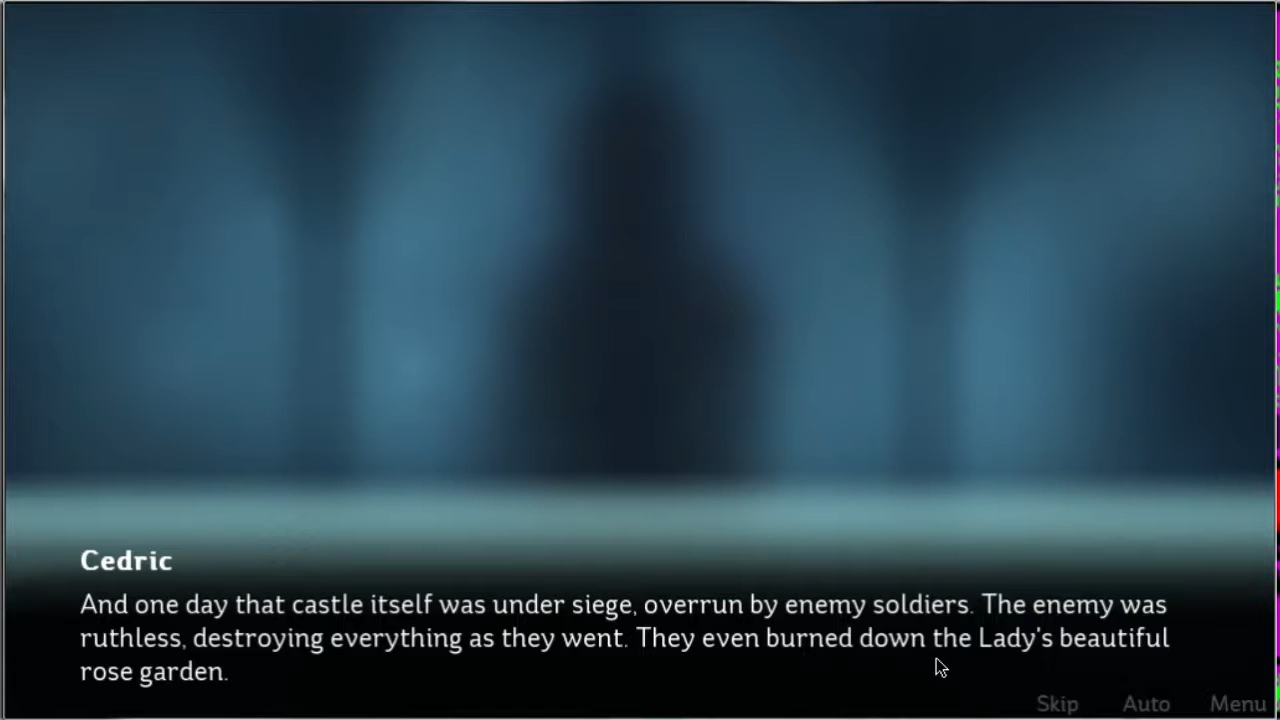 Cedric
And one day that castle itself was under siege, overrun by enemy soldiers. The enemy was
ruthless, destroying everything as they went. They even burned down the Lady's beautiful
rose garden.
Skip Auto Menu